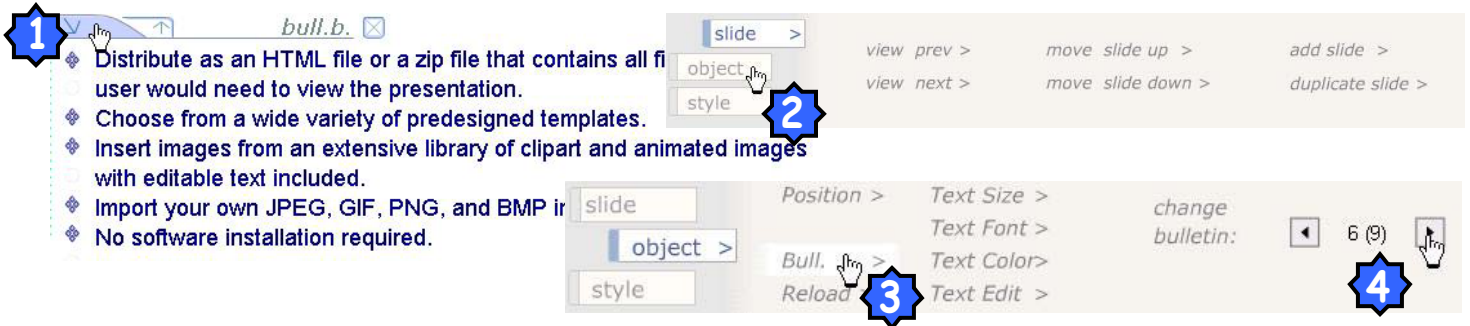 1
bull.b.
Distribute as an HTML file or a zip file that contains all fi
user would need to view the presentation.
Choose from a wide variety of predesigned templates.
Insert images from an extensive library of clipart and animated images
with editable text included.
Import your own JPEG, GIF, PNG, and BMP
No software installation required.
slide >
object
style
2
view prev > move slide up > add slide >
view next > move slide down > duplicate slide >
slide
object >
style
Position > Text Size >
Text Font >
Bull. > Text Color>
Reload > Text Edit >
3
change
bulletin: 6 (9)
4